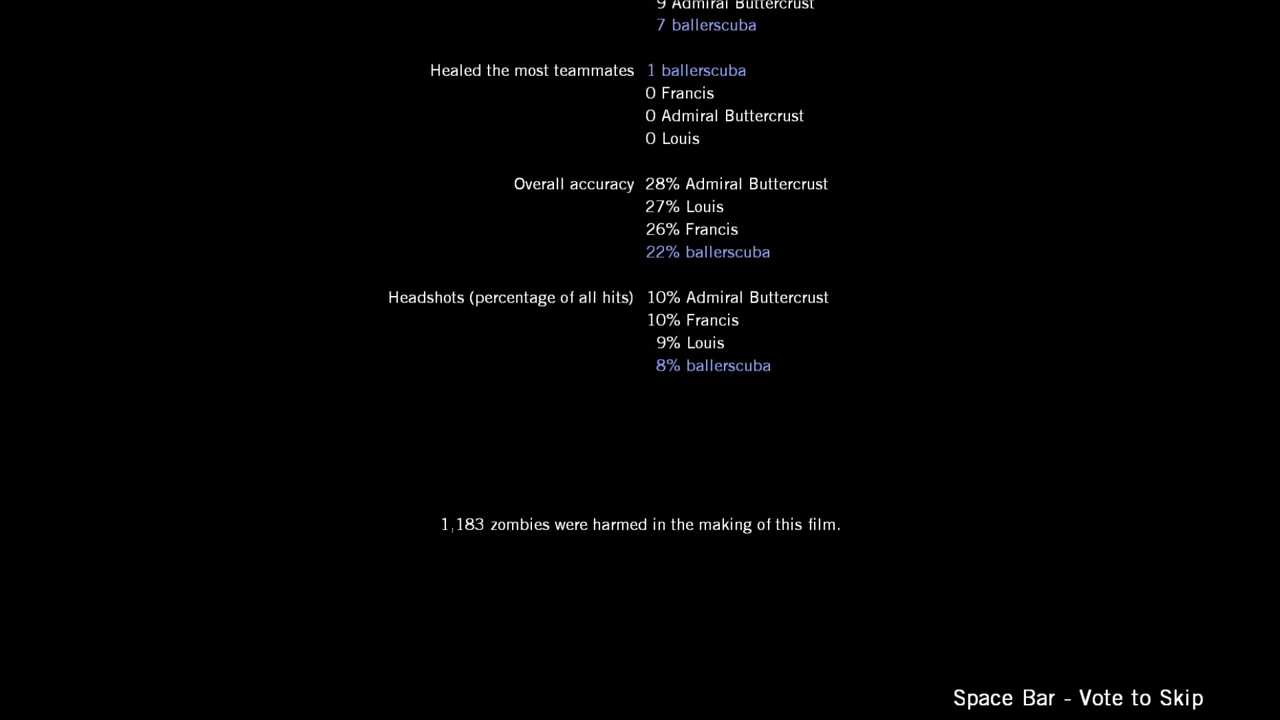 9 Admiral Buttercrust
7 ballerscuba
Healed the most teammates 1 ballerscuba
0 Francis
0 Admiral Buttercrust
0 Louis
Overall accuracy 28% Admiral Buttercrust
27% Louis
26% Francis
22% ballerscuba
Headshots (percentage of all hits) 10% Admiral Buttercrust
10% Francis
9% Louis
8% ballerscuba
1,183 zombies were harmed in the making of this film.
Space Bar - Vote to Skip